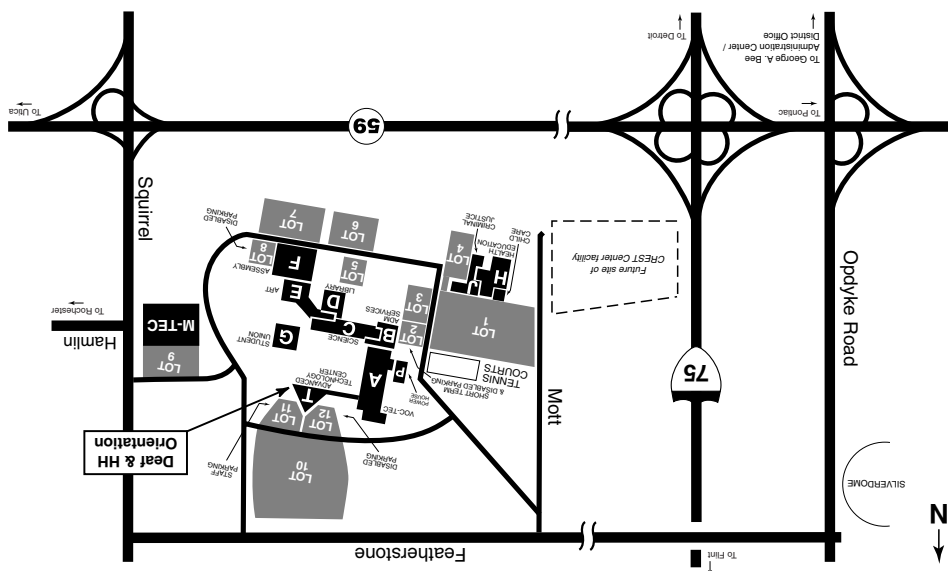 N
To Flint
SILVERDOME
Featherstone
Opdyke Road
75
Mott
Future site of
CREST Center facility
Deaf & HH
Orientation
LOT
10
STAFF
PARKING
DISABLED
PARKING
LOT
11
LOT
12
T
ADVANCED
TECHNOLOGY
CENTER
VOC-TEC
A
P
POWER
HOUSE
SHORT TERM
& DISABLED PARKING
TENNIS
COURTS
LOT
9
M-TEC
Hamlin
To Rochester
G
STUDENT
UNION
SCIENCE
C
B
ADM
SERVICES
LOT
2
LOT
3
LOT
1
D
LIBRARY
E
ART
F
ASSEMBLY
LOT
8
DISABLED
PARKING
LOT
5
LOT
6
LOT
7
LOT
4
H
J
HEALTH
EDUCATION
CHILD
CARE
CRIMINAL
JUSTICE
Squirrel
59
To Utica
To Pontiac
To Detroit
To George A. Bee
Administration Center /
District Office